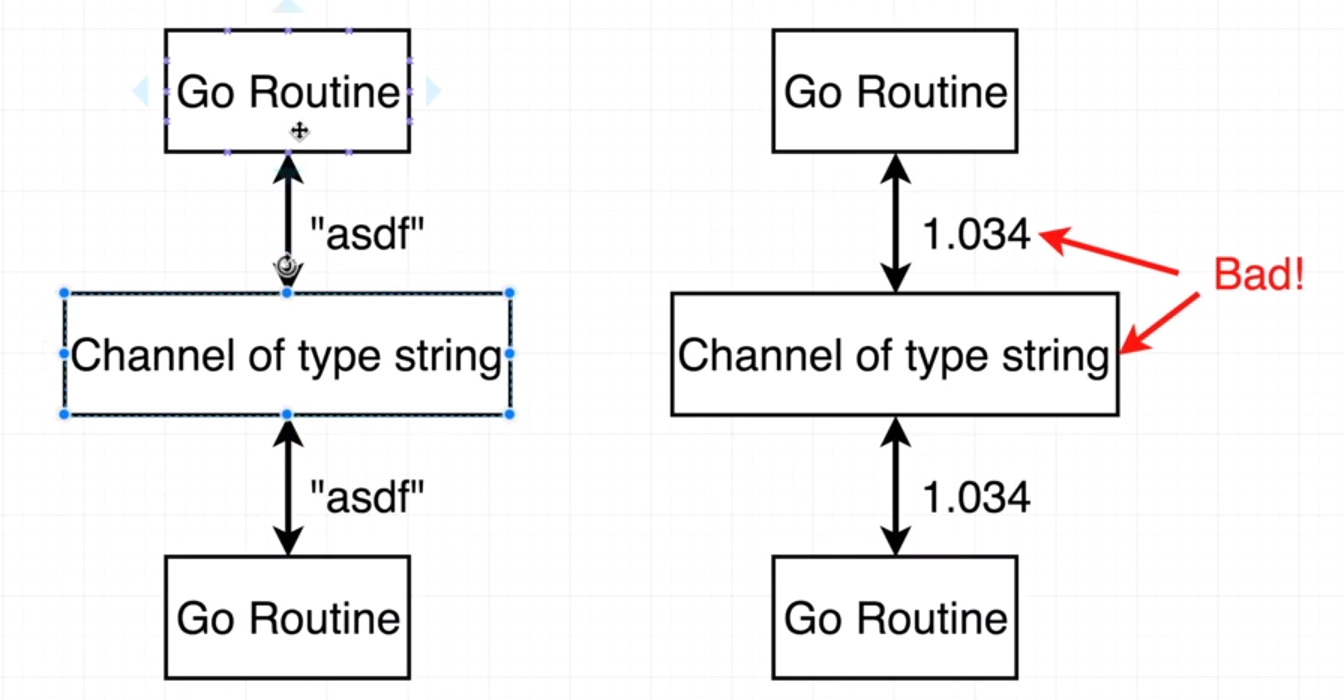 Go Routine
"asdf"
Channel of type string
"asdf"
Go Routine
Go Routine
1.034
Bad!
Channel of type string
1.034
Go Routine